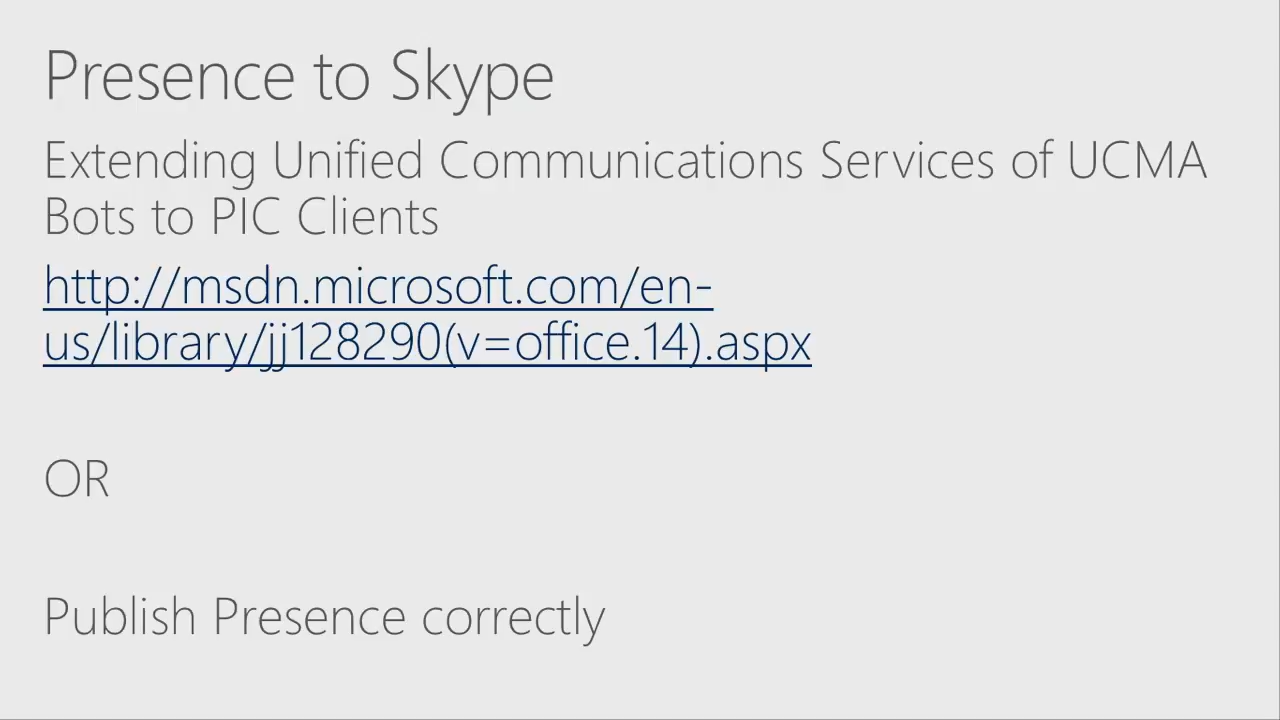 Presence to Skype
Extending Unified Communications Services of UCMA
Bots to PIC Clients
http://msdn.microsoft.com/en-
us/library/jj128290(v=office.14).aspx
OR
Publish Presence correctly